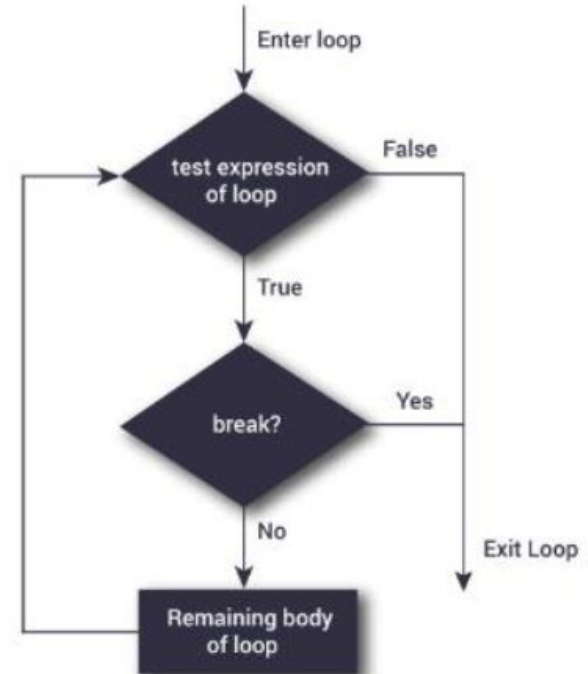 Enter loop
test expression
of loop
False
True
break?
Yes
No
Exit Loop
Remaining body
of loop